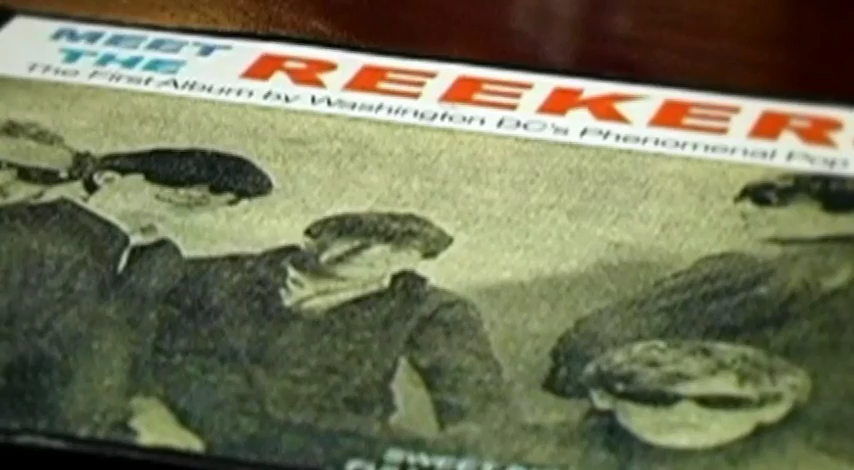 MEET
THE REEKER
The First Album by Washington DC's Phenomenal Pop